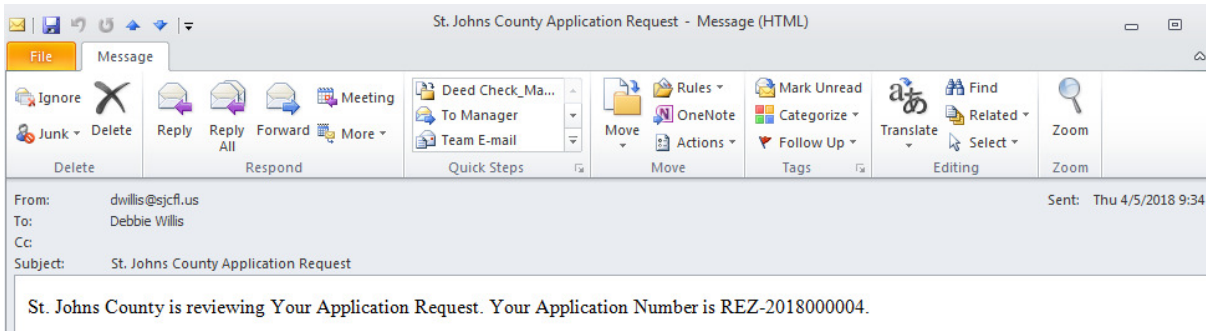 St. Johns County Application Request - Message (HTML)
File Message
Ignore
Junk
Delete
Delete
Reply
Reply All
Forward
Meeting
More
Respond
Deed Check_Ma...
To Manager
Team E-mail
Quick Steps
Move
Rules
OneNote
Actions
Move
Mark Unread
Categorize
Follow Up
Tags
Translate
Find
Related
Select
Editing
Zoom
Zoom
From: dwillis@sjcfl.us Sent: Thu 4/5/2018 9:34
To: Debbie Willis
Cc:
Subject: St. Johns County Application Request
St. Johns County is reviewing Your Application Request. Your Application Number is REZ-2018000004.